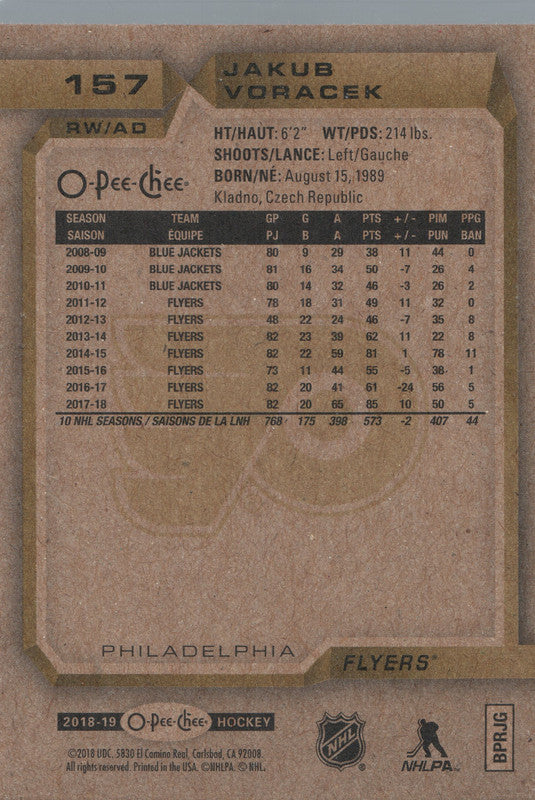 157
JAKUB
VORACEK
RW/AD
HT/HAUT: 6'2" WT/PDS: 214 lbs.
SHOOTS/LANCE: Left/Gauche
BORN/NÉ: August 15, 1989
Kladno, Czech Republic
O-Pee-Chee
SEASON TEAM GP G A PTS +/- PIM PPG
SAISON ÉQUIPE PJ B A PTS +/- PUN BAN
2008-09 BLUE JACKETS 80 9 29 38 11 44 0
2009-10 BLUE JACKETS 81 16 34 50 -7 26 4
2010-11 BLUE JACKETS 80 14 32 46 -3 26 2
2011-12 FLYERS 78 18 31 49 11 32 0
2012-13 FLYERS 48 22 24 46 -7 35 8
2013-14 FLYERS 82 23 39 62 11 22 8
2014-15 FLYERS 82 22 59 81 1 78 11
2015-16 FLYERS 73 11 44 55 -5 38 1
2016-17 FLYERS 82 20 41 61 -24 56 5
2017-18 FLYERS 82 20 65 85 10 50 5
10 NHL SEASONS / SAISONS DE LA LNH 768 175 398 573 -2 407 44
PHILADELPHIA
FLYERS
2018-19 O-Pee-Chee HOCKEY
©2018 UDC. 5830 El Camino Real, Carlsbad, CA 92008.
All rights reserved. Printed in the USA. ©NHLPA. © NHL.
NHL
NHLPA
BPRJG